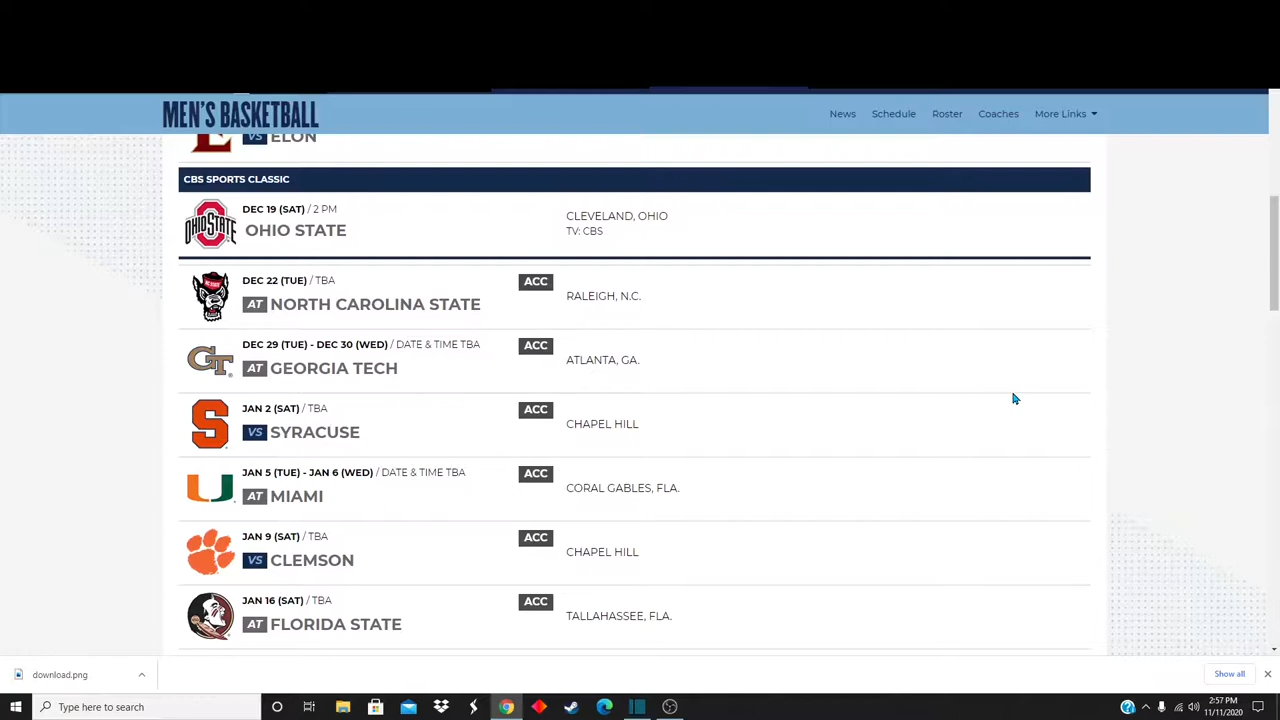 MEN'S BASKETBALL
News Schedule Roster Coaches More Links
VS ELON
CBS SPORTS CLASSIC
OHIO STATE
DEC 19 (SAT) / 2 PM
OHIO STATE
CLEVELAND, OHIO
TV: CBS
DEC 22 (TUE) / TBA
AT NORTH CAROLINA STATE
ACC
RALEIGH, N.C.
DEC 29 (TUE) - DEC 30 (WED) / DATE & TIME TBA
GT
AT GEORGIA TECH
ACC
ATLANTA, GA.
S
JAN 2 (SAT) / TBA
VS SYRACUSE
ACC
CHAPEL HILL
U
JAN 5 (TUE) - JAN 6 (WED) / DATE & TIME TBA
AT MIAMI
ACC
CORAL GABLES, FLA.
JAN 9 (SAT) / TBA
VS CLEMSON
ACC
CHAPEL HILL
JAN 16 (SAT) / TBA
AT FLORIDA STATE
ACC
TALLAHASSEE, FLA.
download.png
Show all
Type here to search
2:57 PM
11/11/2020